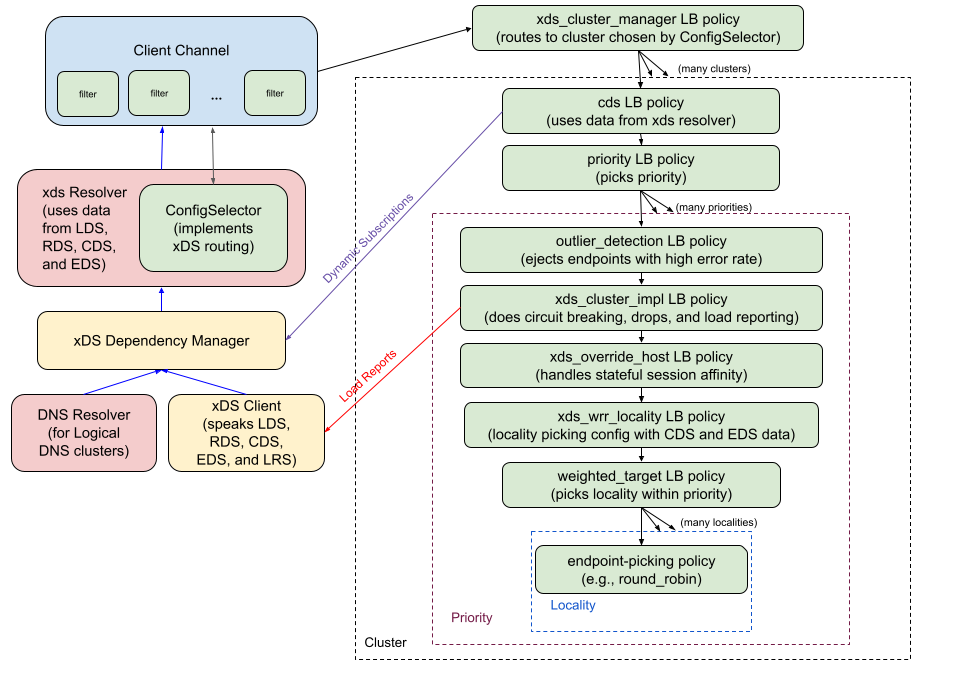 Client Channel
filter
filter
...
filter
xds Resolver
(uses data
from LDS,
RDS, CDS,
and EDS)
ConfigSelector
(implements
xDS routing)
xDS Dependency Manager
DNS Resolver
(for Logical
DNS clusters)
xDS Client
(speaks LDS,
RDS, CDS,
EDS, and LRS)
Dynamic Subscriptions
Load Reports
xds_cluster_manager LB policy
(routes to cluster chosen by ConfigSelector)
(many clusters)
cds LB policy
(uses data from xds resolver)
priority LB policy
(picks priority)
(many priorities)
outlier_detection LB policy
(ejects endpoints with high error rate)
xds_cluster_impl LB policy
(does circuit breaking, drops, and load reporting)
xds_override_host LB policy
(handles stateful session affinity)
xds_wrr_locality LB policy
(locality picking config with CDS and EDS data)
weighted_target LB policy
(picks locality within priority)
(many localities)
endpoint-picking policy
(e.g., round_robin)
Locality
Priority
Cluster